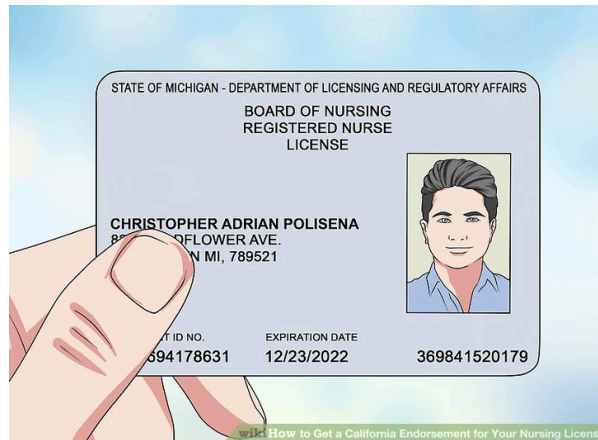 STATE OF MICHIGAN - DEPARTMENT OF LICENSING AND REGULATORY AFFAIRS
BOARD OF NURSING
REGISTERED NURSE
LICENSE
CHRISTOPHER ADRIAN POLISENA
AVE.
MI, 789521
ID NO. EXPIRATION DATE
694178631 12/23/2022 369841520179
wikiHow to Get a California Endorsement for Your Nursing Licens